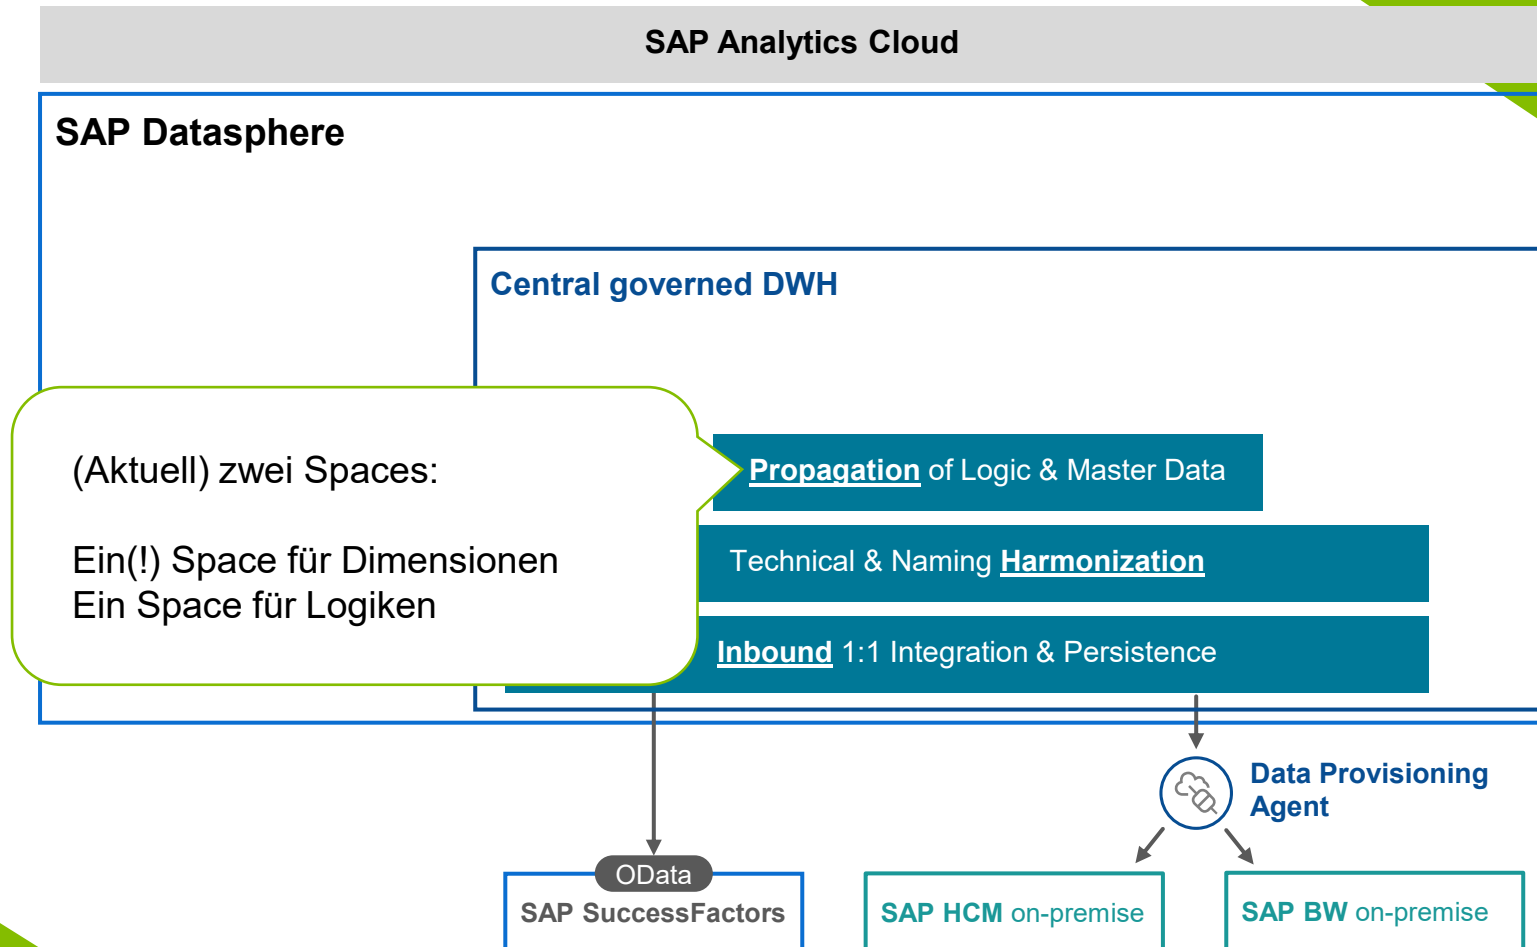 SAP Analytics Cloud
SAP Datasphere
Central governed DWH
(Aktuell) zwei Spaces:
Ein(!) Space für Dimensionen
Ein Space für Logiken
Propagation of Logic & Master Data
Technical & Naming Harmonization
Inbound 1:1 Integration & Persistence
Data Provisioning
Agent
OData
SAP SuccessFactors
SAP HCM on-premise
SAP BW on-premise